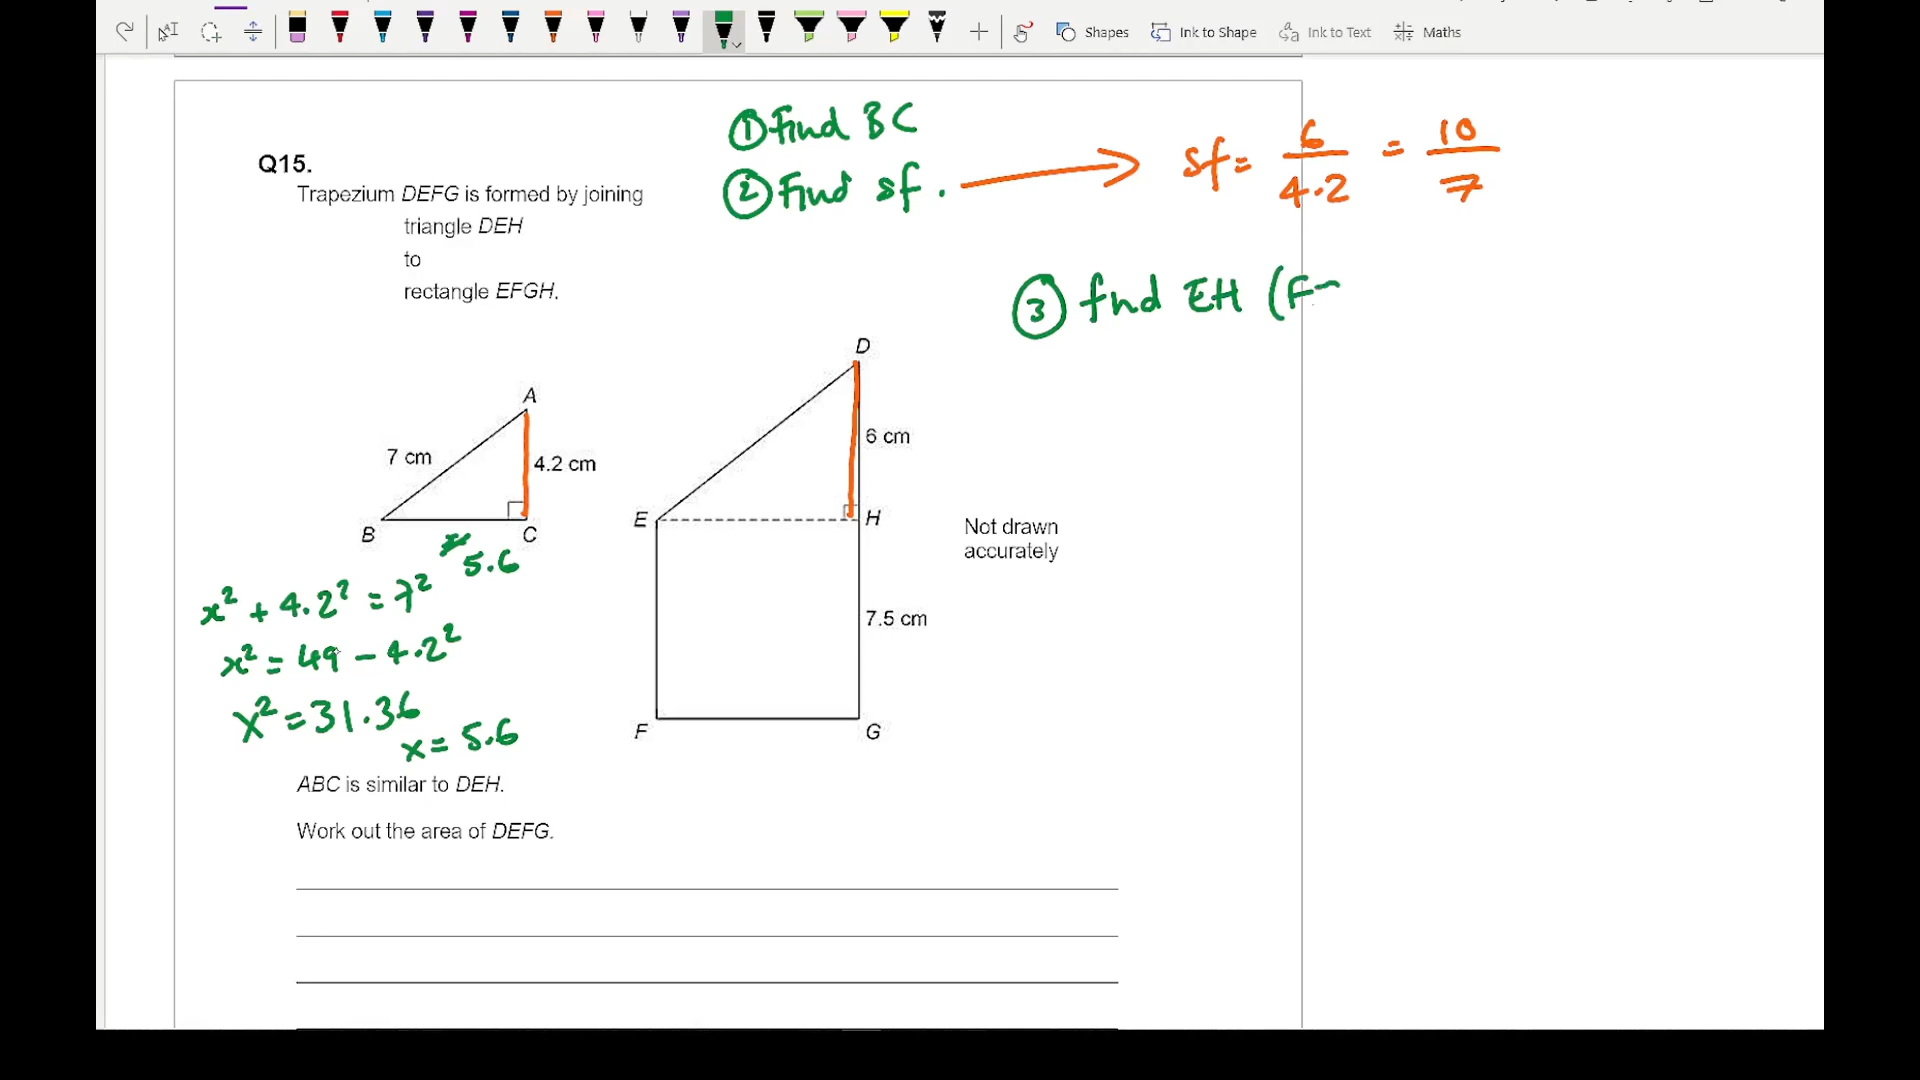 Shapes Ink to Shape Ink to Text Maths
① Find BC
② Find sf.
sf = 6/4.2 = 10/7
Q15.
Trapezium DEFG is formed by joining
triangle DEH
to
rectangle EFGH.
③ find EH (F
D
A
7 cm
4.2 cm
6 cm
B
C
E
H
Not drawn
accurately
5.6
x² + 4.2² = 7²
x² = 49 - 4.2²
x² = 31.36
x = 5.6
7.5 cm
F
G
ABC is similar to DEH.
Work out the area of DEFG.